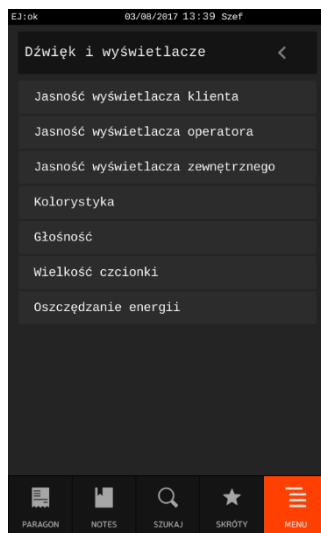 EJ:ok 03/08/2017 13:39 Szef
Dźwięk i wyświetlacze
Jasność wyświetlacza klienta
Jasność wyświetlacza operatora
Jasność wyświetlacza zewnętrznego
Kolorystyka
Głośność
Wielkość czcionki
Oszczędzanie energii
PARAGON NOTES SZUKAJ SKRÓTY MENU